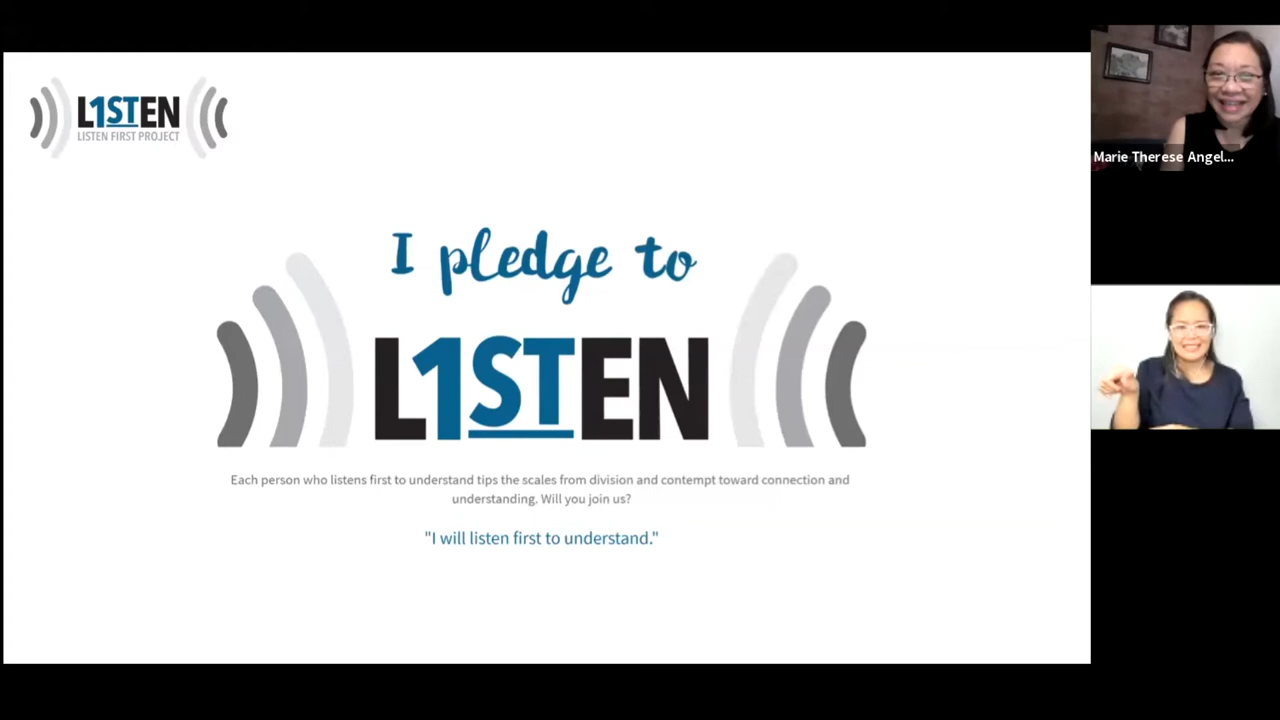 L1STEN
LISTEN FIRST PROJECT
I pledge to
L1STEN
Each person who listens first to understand tips the scales from division and contempt toward connection and
understanding. Will you join us?
"I will listen first to understand."
Marie Therese Angel...